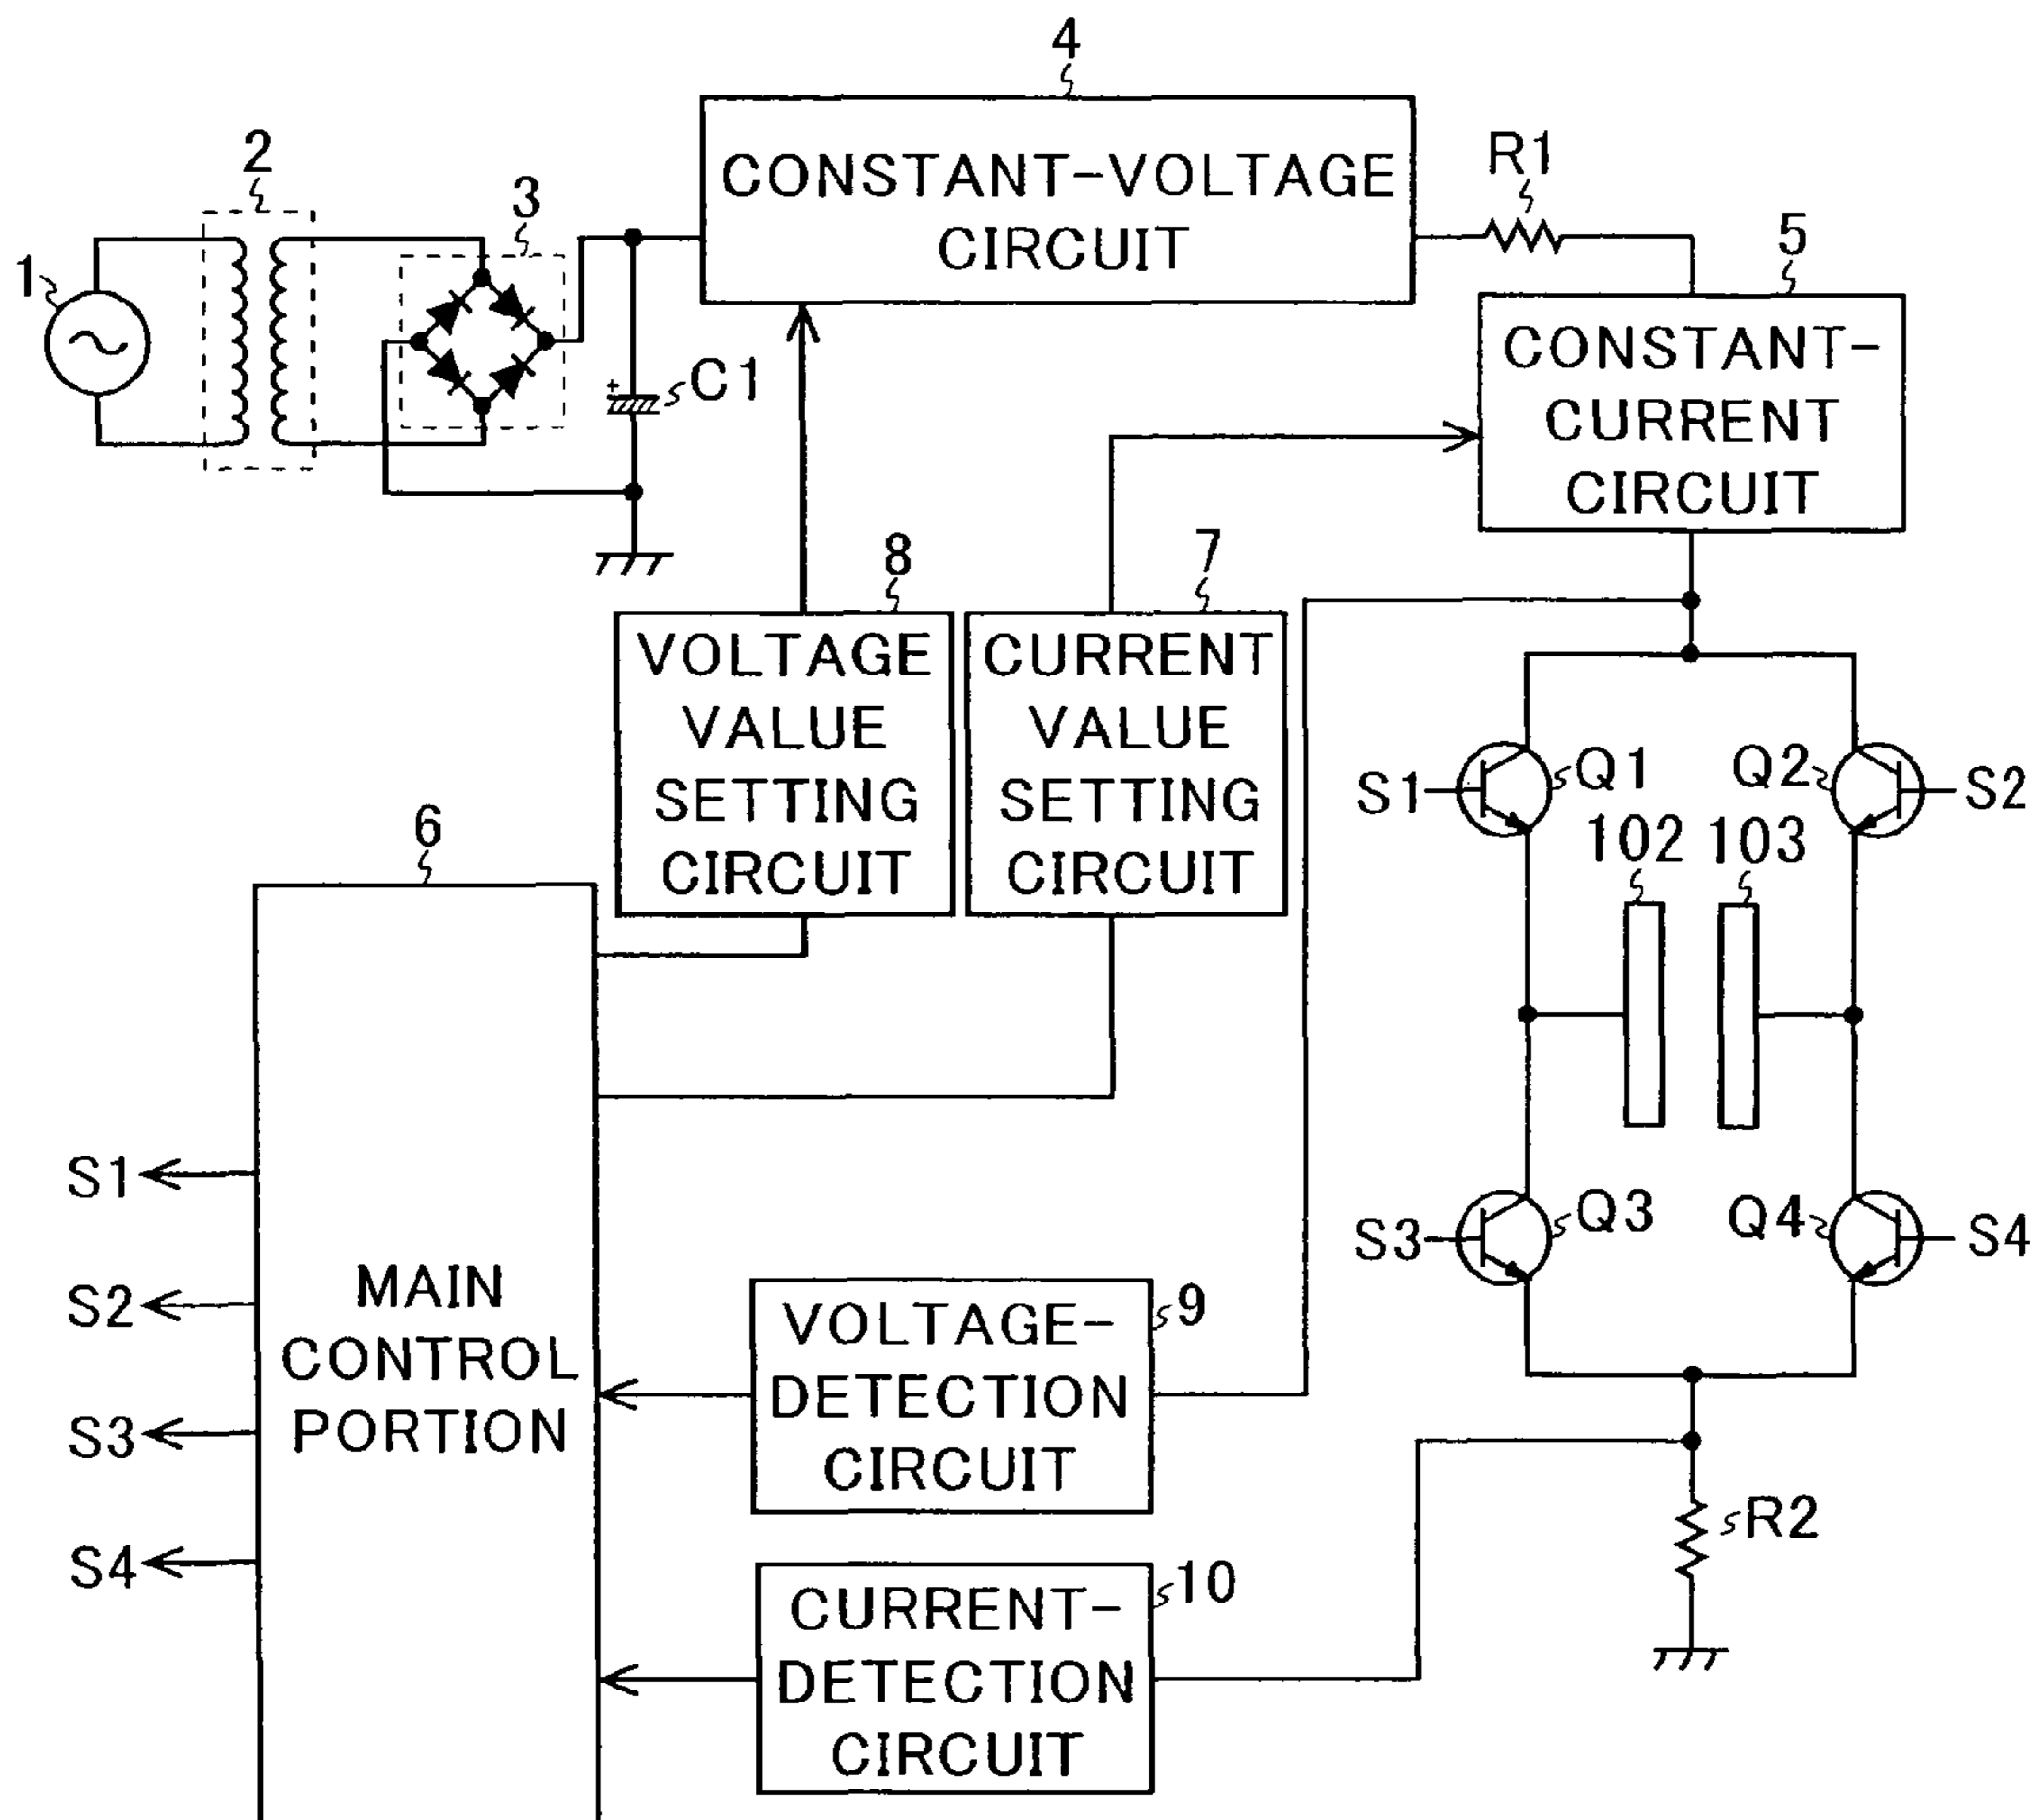 4
2
CONSTANT-VOLTAGE
CIRCUIT
R1
3
5
1
CONSTANT-
CURRENT
CIRCUIT
+
C1
8
7
VOLTAGE
VALUE
SETTING
CIRCUIT
CURRENT
VALUE
SETTING
CIRCUIT
S1
Q1
Q2
S2
102
103
6
S1
S2
S3
S4
MAIN
CONTROL
PORTION
S3
Q3
Q4
S4
VOLTAGE-
DETECTION
CIRCUIT
9
R2
CURRENT-
DETECTION
CIRCUIT
10